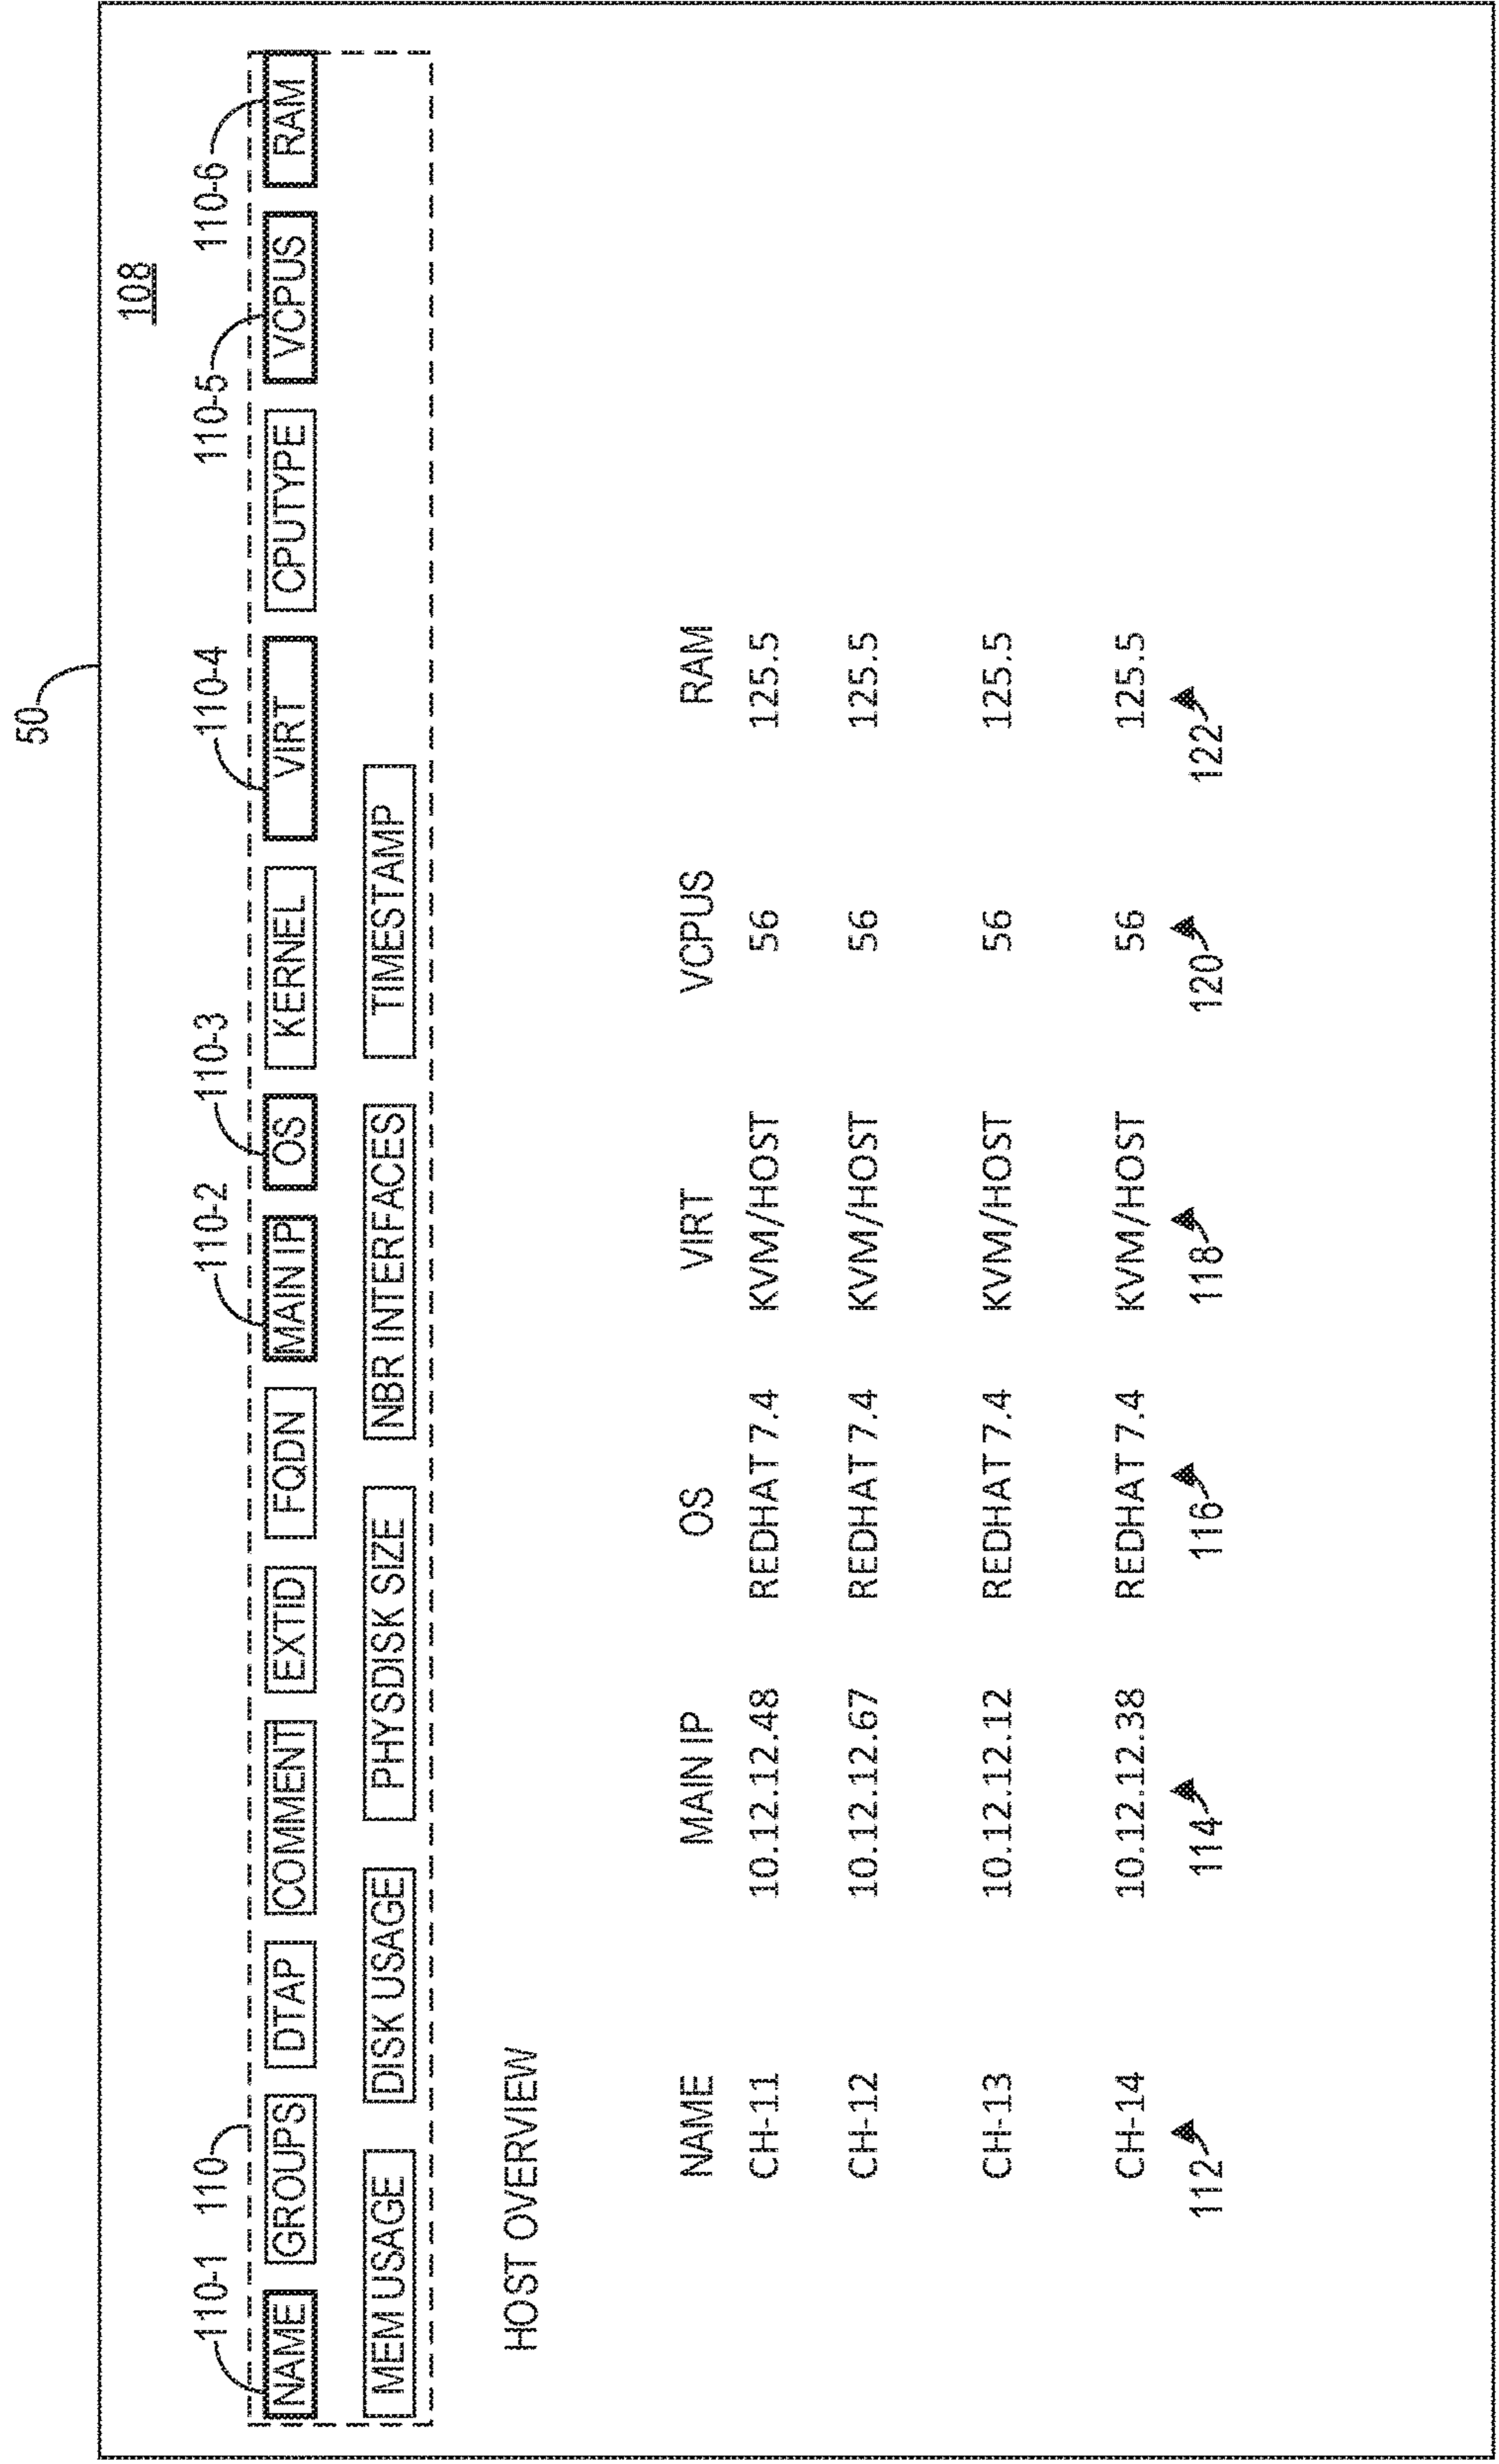 50
108
110-1 110 110-2 110-3 110-4 110-5 110-6
NAME GROUPS DTAP COMMENT EXTID FQDN MAIN IP OS KERNEL VIRT CPUTYPE VCPUS RAM
MEM USAGE DISK USAGE PHYSDISK SIZE NBR INTERFACES TIMESTAMP
HOST OVERVIEW
NAME MAIN IP OS VIRT VCPUS RAM
CH-11 10.12.12.48 REDHAT 7.4 KVM/HOST 56 125.5
CH-12 10.12.12.67 REDHAT 7.4 KVM/HOST 56 125.5
CH-13 10.12.12.12 REDHAT 7.4 KVM/HOST 56 125.5
CH-14 10.12.12.38 REDHAT 7.4 KVM/HOST 56 125.5
112 114 116 118 120 122